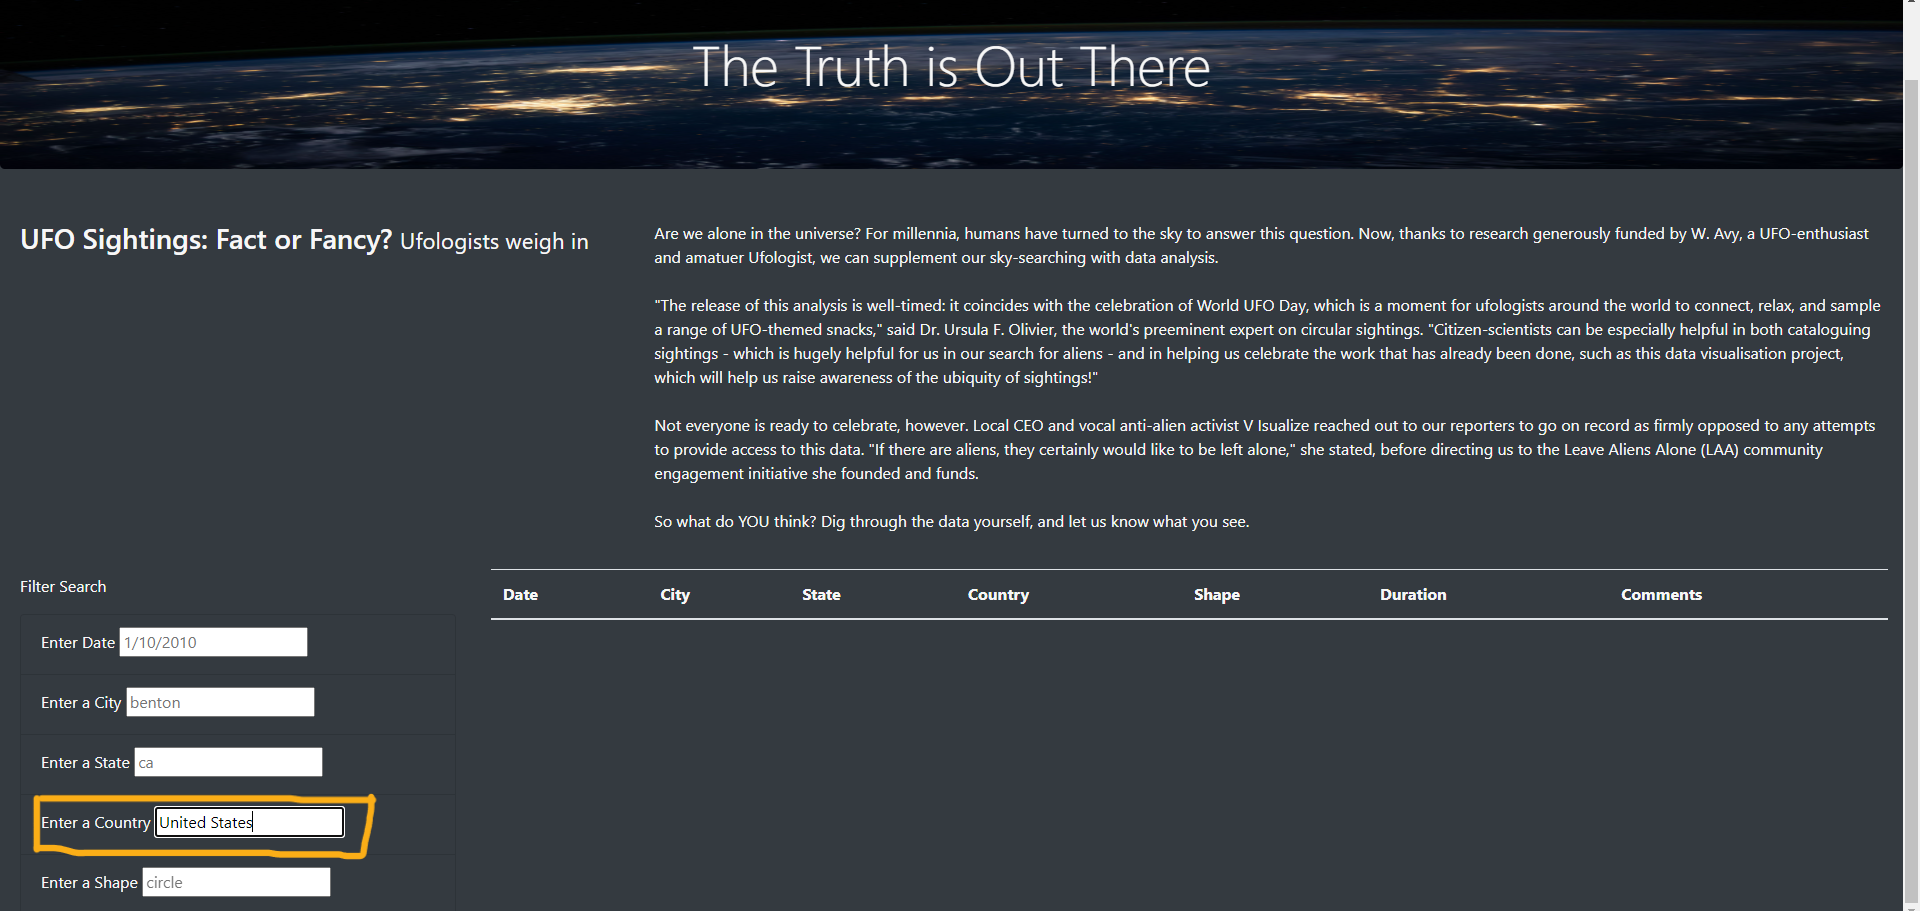 The Truth is Out There
UFO Sightings: Fact or Fancy? Ufologists weigh in
Are we alone in the universe? For millennia, humans have turned to the sky to answer this question. Now, thanks to research generously funded by W. Avy, a UFO-enthusiast
and amatuer Ufologist, we can supplement our sky-searching with data analysis.
"The release of this analysis is well-timed: it coincides with the celebration of World UFO Day, which is a moment for ufologists around the world to connect, relax, and sample
a range of UFO-themed snacks," said Dr. Ursula F. Olivier, the world's preeminent expert on circular sightings. "Citizen-scientists can be especially helpful in both cataloguing
sightings - which is hugely helpful for us in our search for aliens - and in helping us celebrate the work that has already been done, such as this data visualisation project,
which will help us raise awareness of the ubiquity of sightings!"
Not everyone is ready to celebrate, however. Local CEO and vocal anti-alien activist V Isualize reached out to our reporters to go on record as firmly opposed to any attempts
to provide access to this data. "If there are aliens, they certainly would like to be left alone," she stated, before directing us to the Leave Aliens Alone (LAA) community
engagement initiative she founded and funds.
So what do YOU think? Dig through the data yourself, and let us know what you see.
Filter Search
Enter Date 1/10/2010
Enter a City benton
Enter a State ca
Enter a Country United States
Enter a Shape circle
Date City State Country Shape Duration Comments